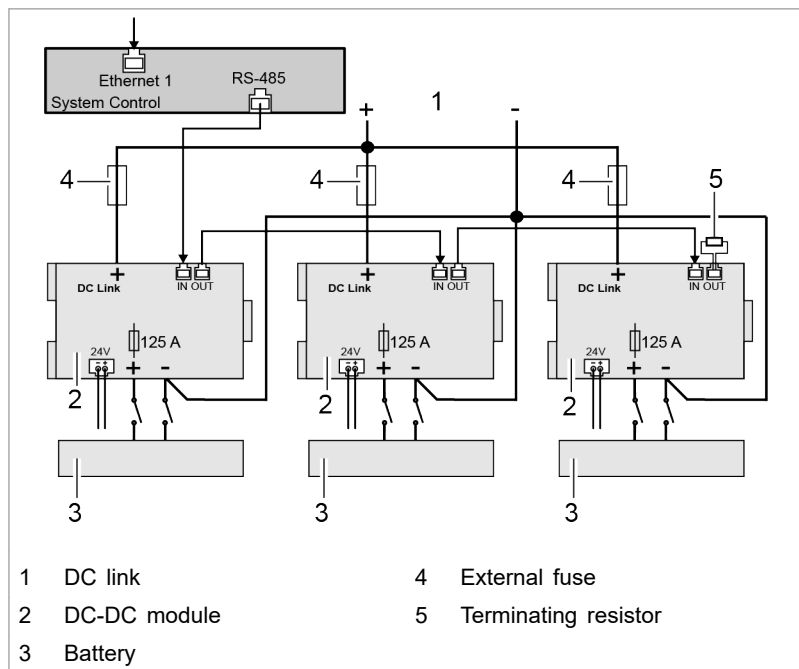 Ethernet 1
RS-485
System Control
+ 1 -
4 4 4 5
+ + +
DC Link IN OUT DC Link IN OUT DC Link IN OUT
125 A 125 A 125 A
24V 24V 24V
- + + - - + + - - + + -
2 2 2
3 3 3
1 DC link
2 DC-DC module
3 Battery
4 External fuse
5 Terminating resistor